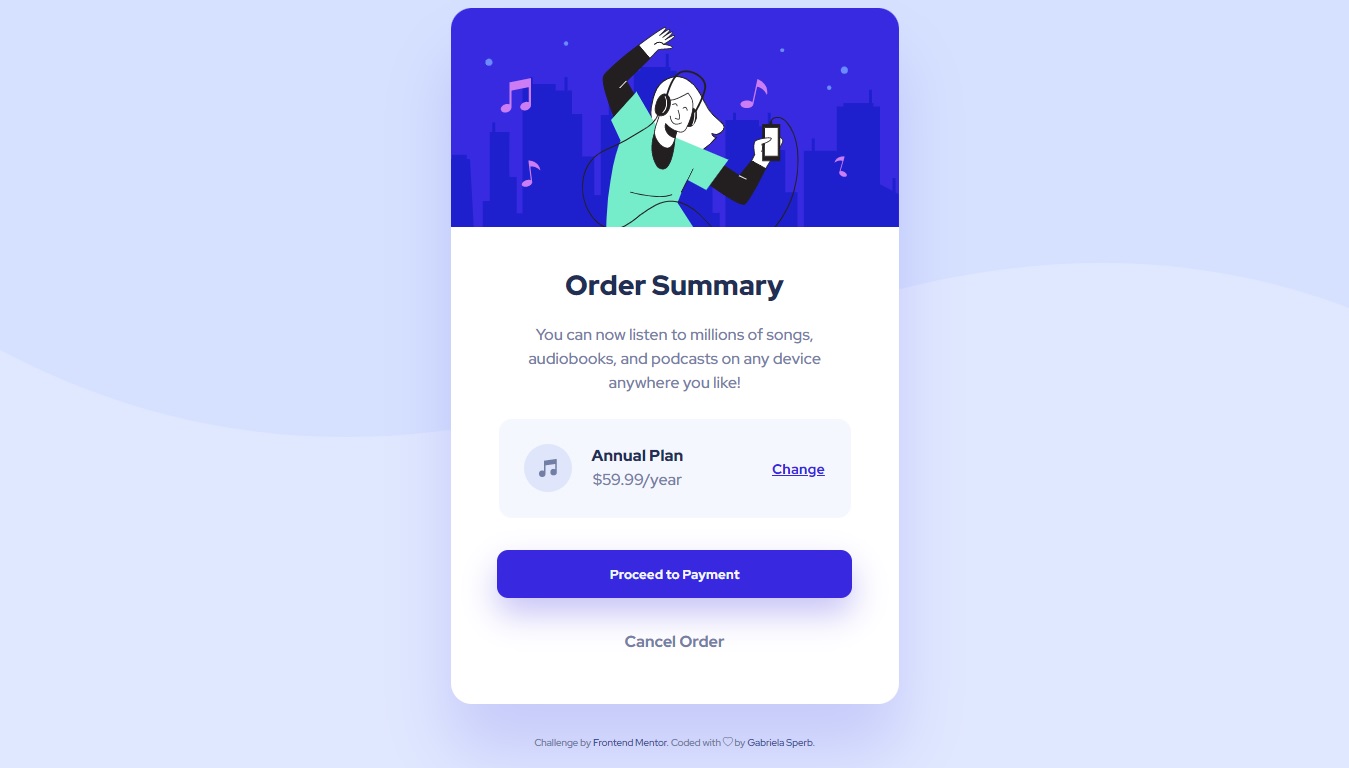 Order Summary
You can now listen to millions of songs,
audiobooks, and podcasts on any device
anywhere you like!
Annual Plan
$59.99/year
Change
Proceed to Payment
Cancel Order
Challenge by Frontend Mentor. Coded with ♡ by Gabriela Sperb.